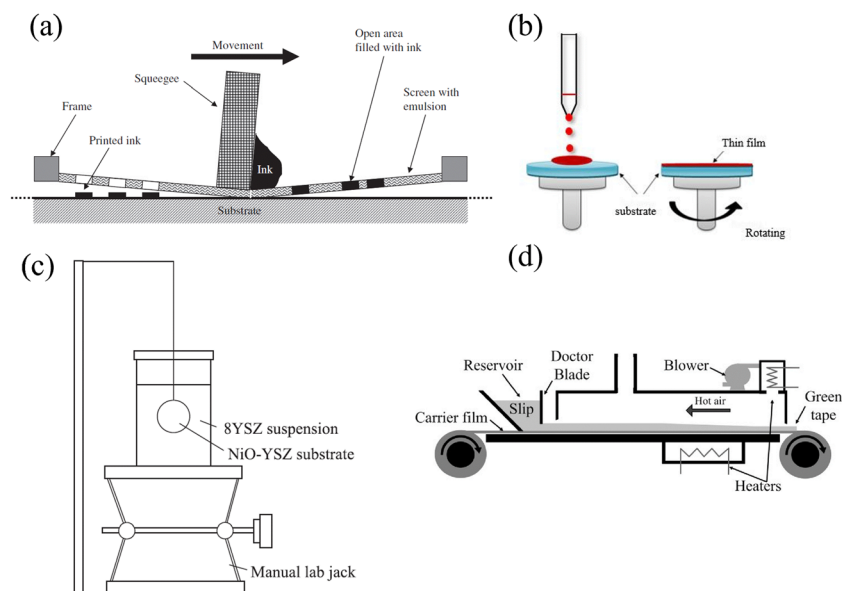 (a)
Movement
Open area
filled with ink
Squeegee
Screen with
emulsion
Frame
Printed ink
Ink
Substrate
(b)
Thin film
substrate
Rotating
(c)
8YSZ suspension
NiO-YSZ substrate
Manual lab jack
(d)
Reservoir
Doctor
Blade
Blower
Hot air
Green
tape
Slip
Carrier film
Heaters